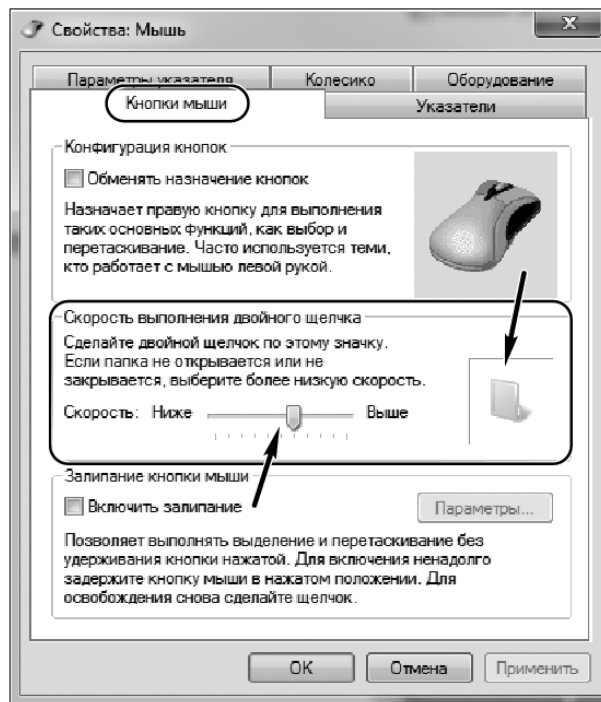 Свойства: Мышь
Параметры указателя Колесико Оборудование
Кнопки мыши Указатели
Конфигурация кнопок
Обменять назначение кнопок
Назначает правую кнопку для выполнения
таких основных функций, как выбор и
перетаскивание. Часто используется теми,
кто работает с мышью левой рукой.
Скорость выполнения двойного щелчка
Сделайте двойной щелчок по этому значку.
Если папка не открывается или не
закрывается, выберите более низкую скорость.
Скорость: Ниже Выше
Залипание кнопки мыши
Включить залипание Параметры...
Позволяет выполнять выделение и перетаскивание без
удерживания кнопки нажатой. Для включения ненадолго
задержите кнопку мыши в нажатом положении. Для
освобождения снова сделайте щелчок.
OK Отмена Применить